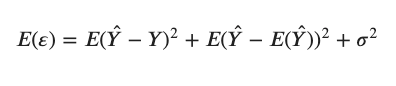 E(ε) = E(Ŷ – Y)² + E(Ŷ – E(Ŷ))² + σ²